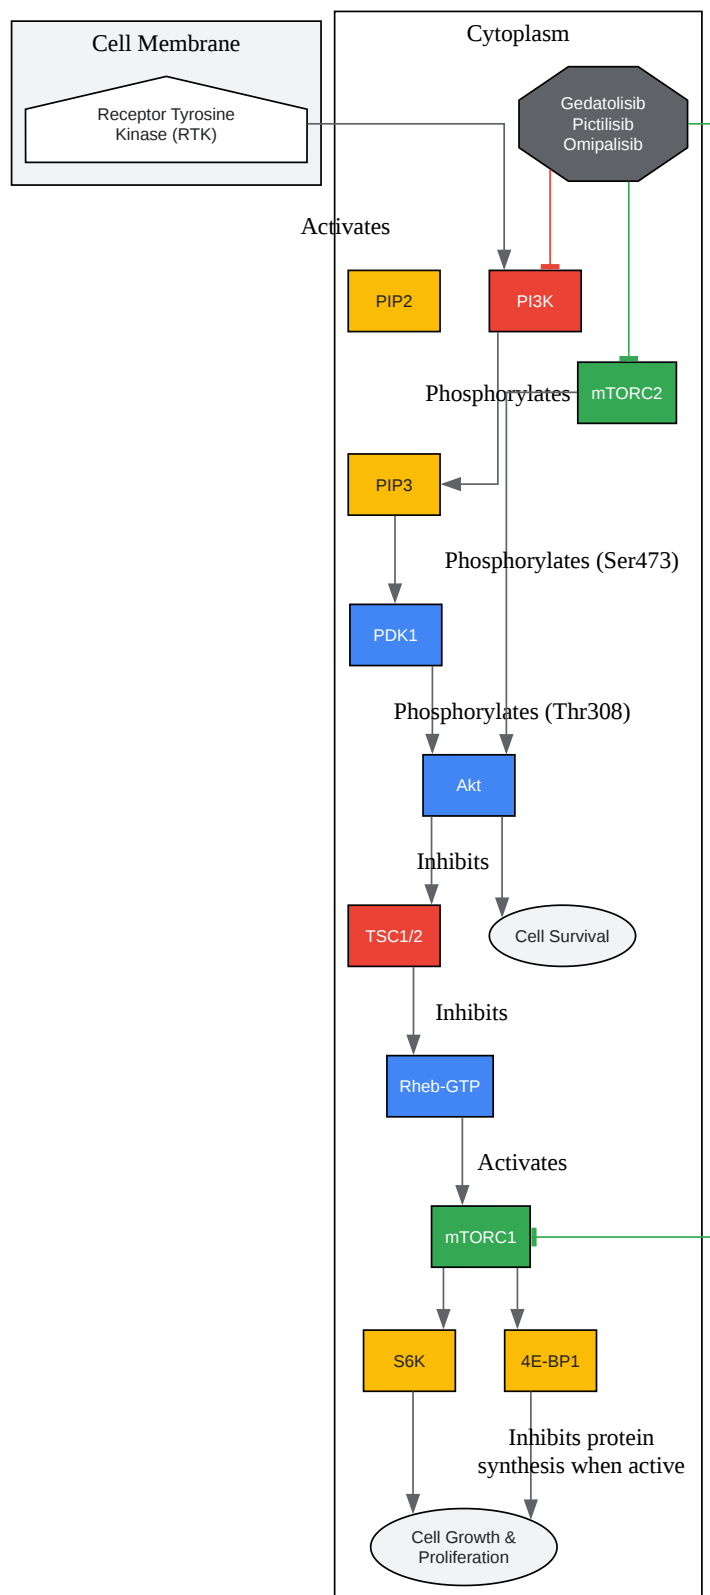 Cell Membrane
Cytoplasm
Receptor Tyrosine
Kinase (RTK)
Gedatolisib
Pictilisib
Omipalisib
Activates
PIP2
PI3K
Phosphorylates
mTORC2
PIP3
Phosphorylates (Ser473)
PDK1
Phosphorylates (Thr308)
Akt
Inhibits
TSC1/2
Cell Survival
Inhibits
Rheb-GTP
Activates
mTORC1
S6K
4E-BP1
Inhibits protein
synthesis when active
Cell Growth &
Proliferation